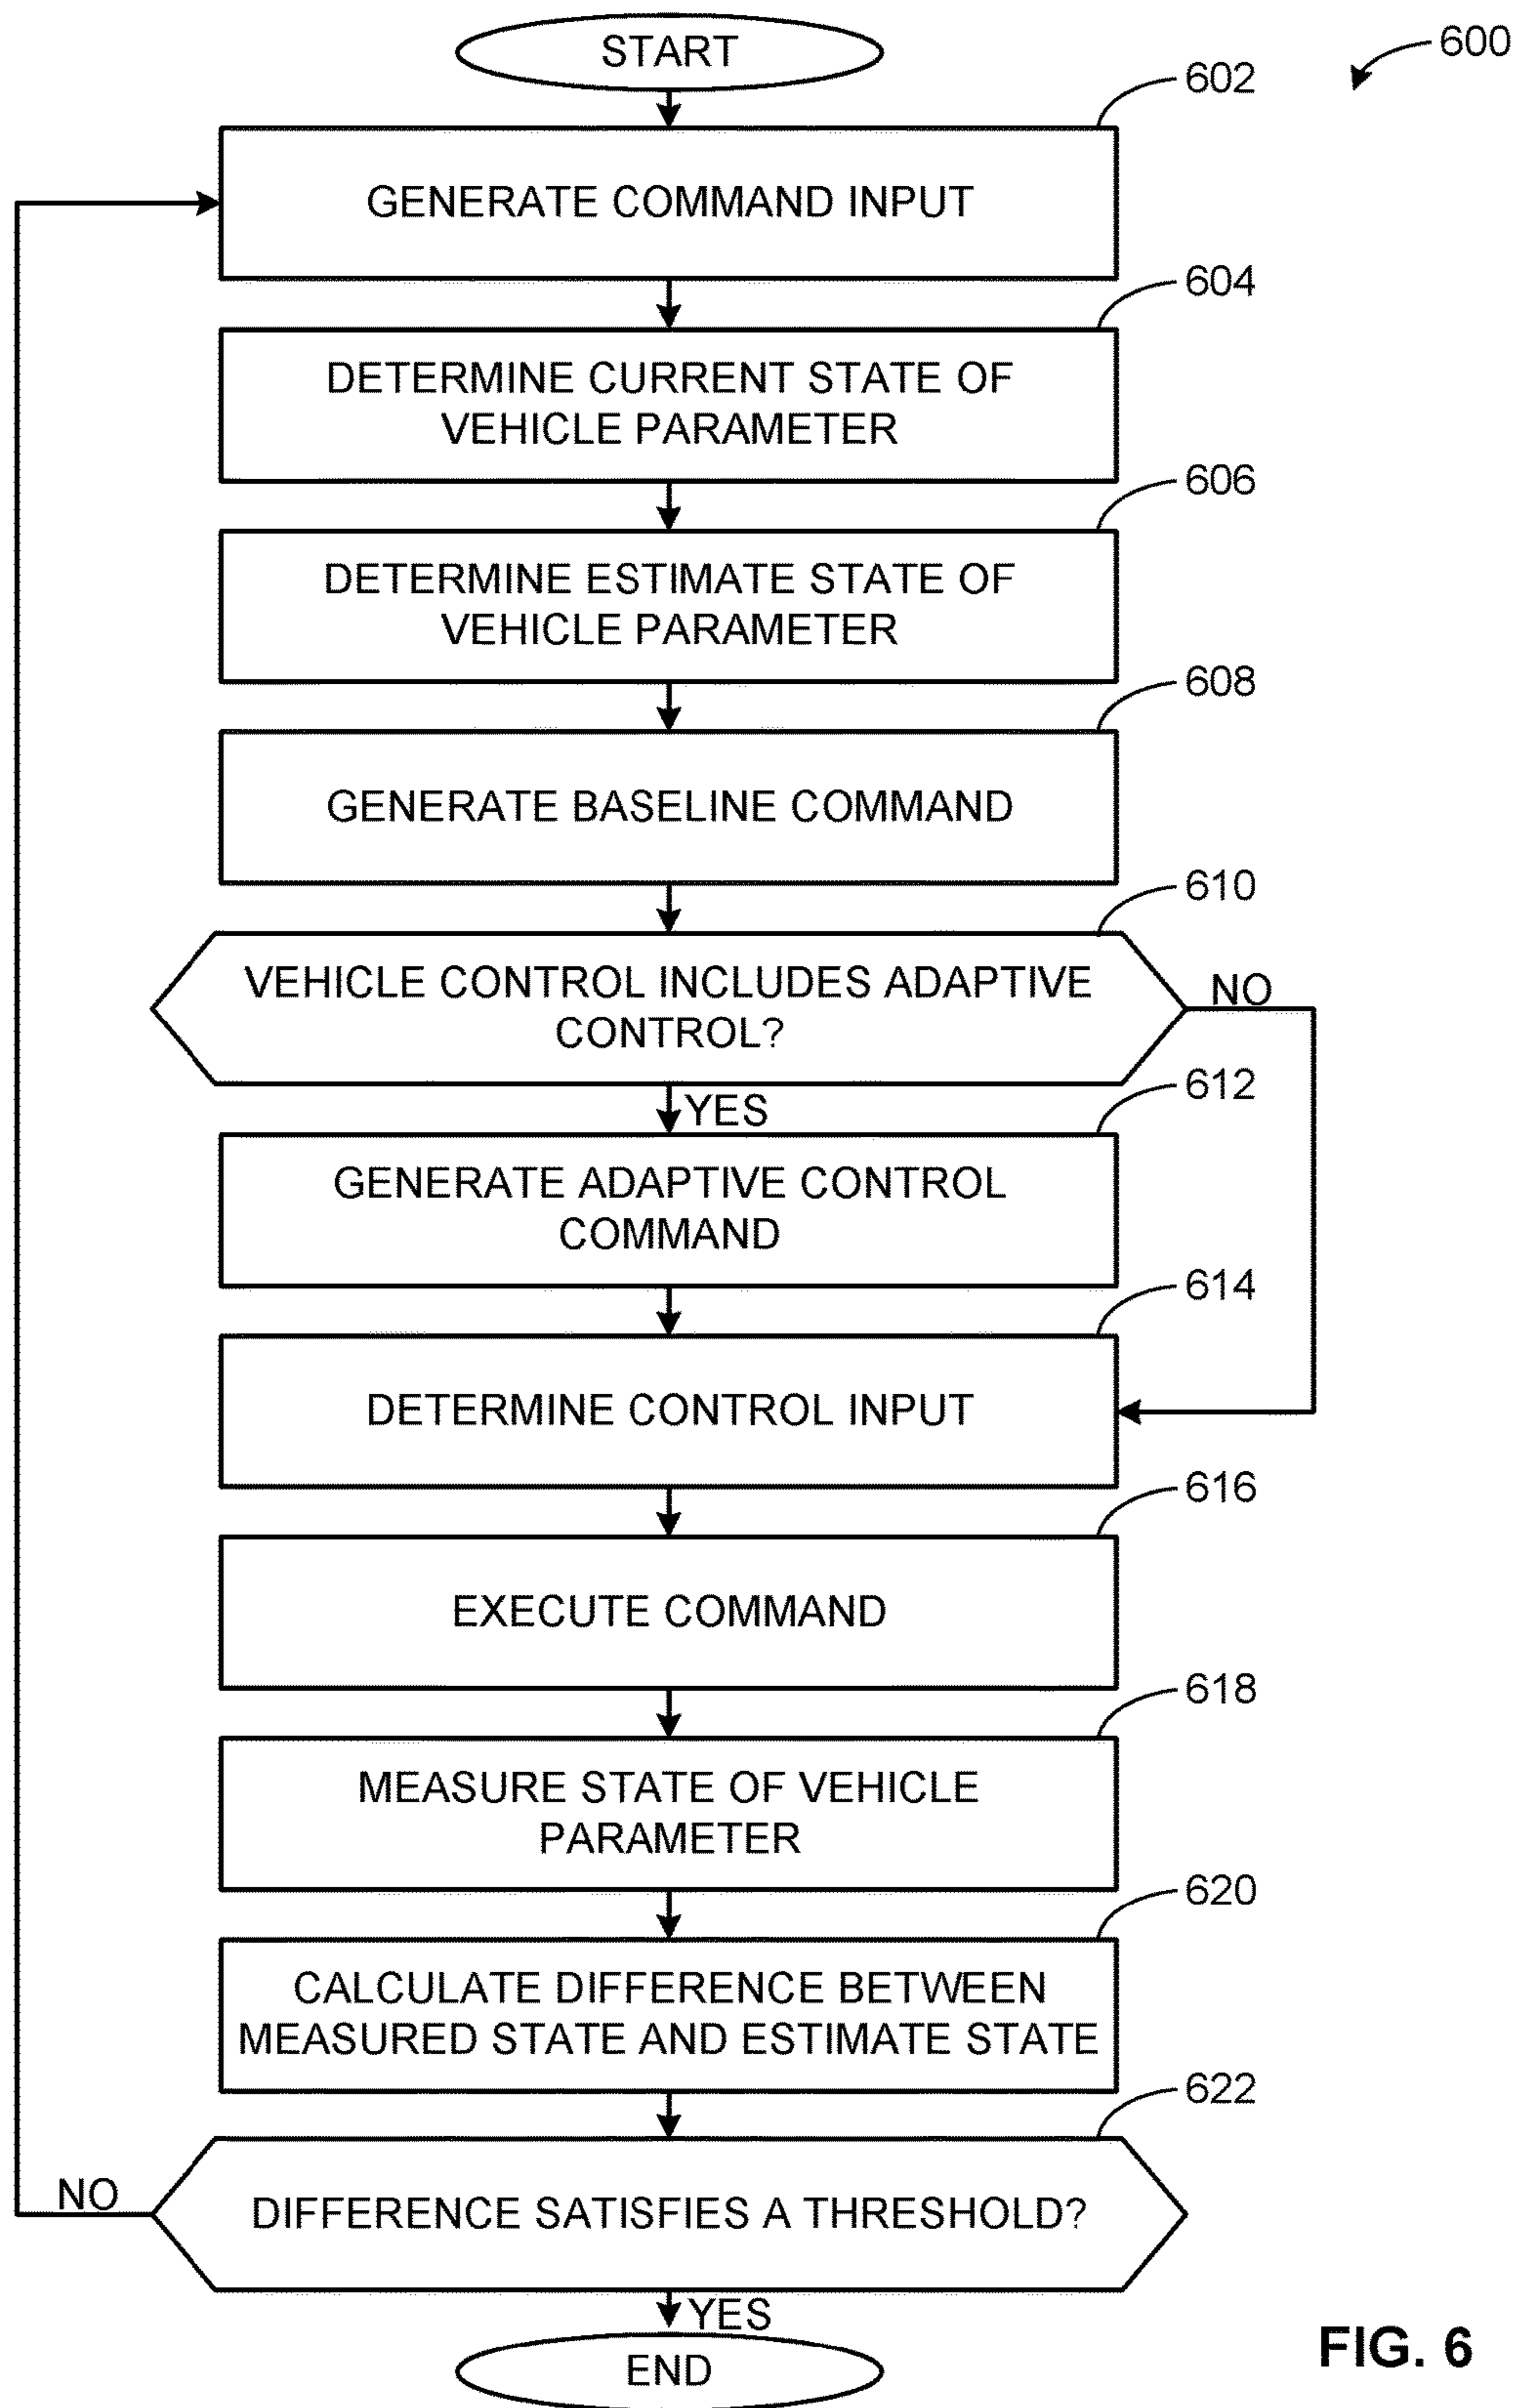 START
600
602
GENERATE COMMAND INPUT
604
DETERMINE CURRENT STATE OF
VEHICLE PARAMETER
606
DETERMINE ESTIMATE STATE OF
VEHICLE PARAMETER
608
GENERATE BASELINE COMMAND
610
VEHICLE CONTROL INCLUDES ADAPTIVE
CONTROL?
NO
YES
612
GENERATE ADAPTIVE CONTROL
COMMAND
614
DETERMINE CONTROL INPUT
616
EXECUTE COMMAND
618
MEASURE STATE OF VEHICLE
PARAMETER
620
CALCULATE DIFFERENCE BETWEEN
MEASURED STATE AND ESTIMATE STATE
622
NO
DIFFERENCE SATISFIES A THRESHOLD?
YES
END
FIG. 6